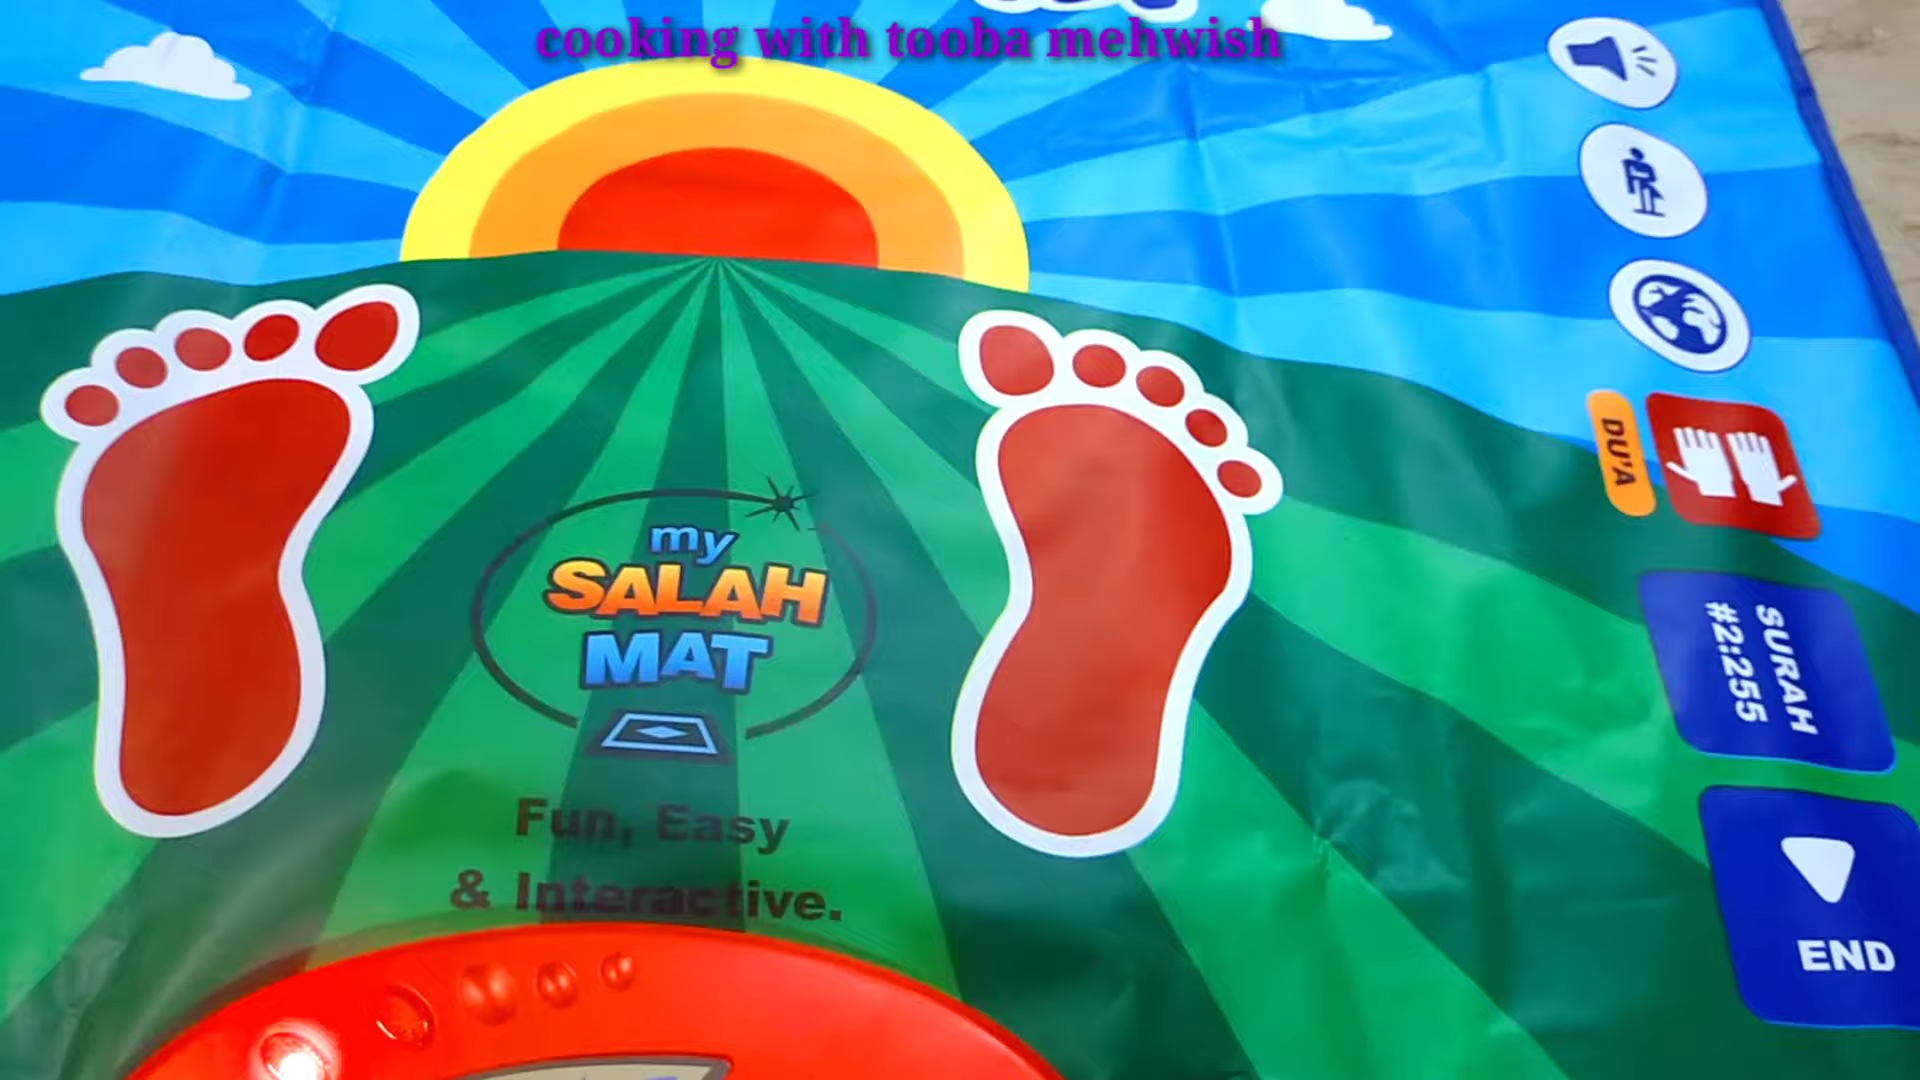 cooking with tooba mehwish
my
SALAH
MAT
Fun, Easy
& Interactive.
DU'A
SURAH
#2:255
END